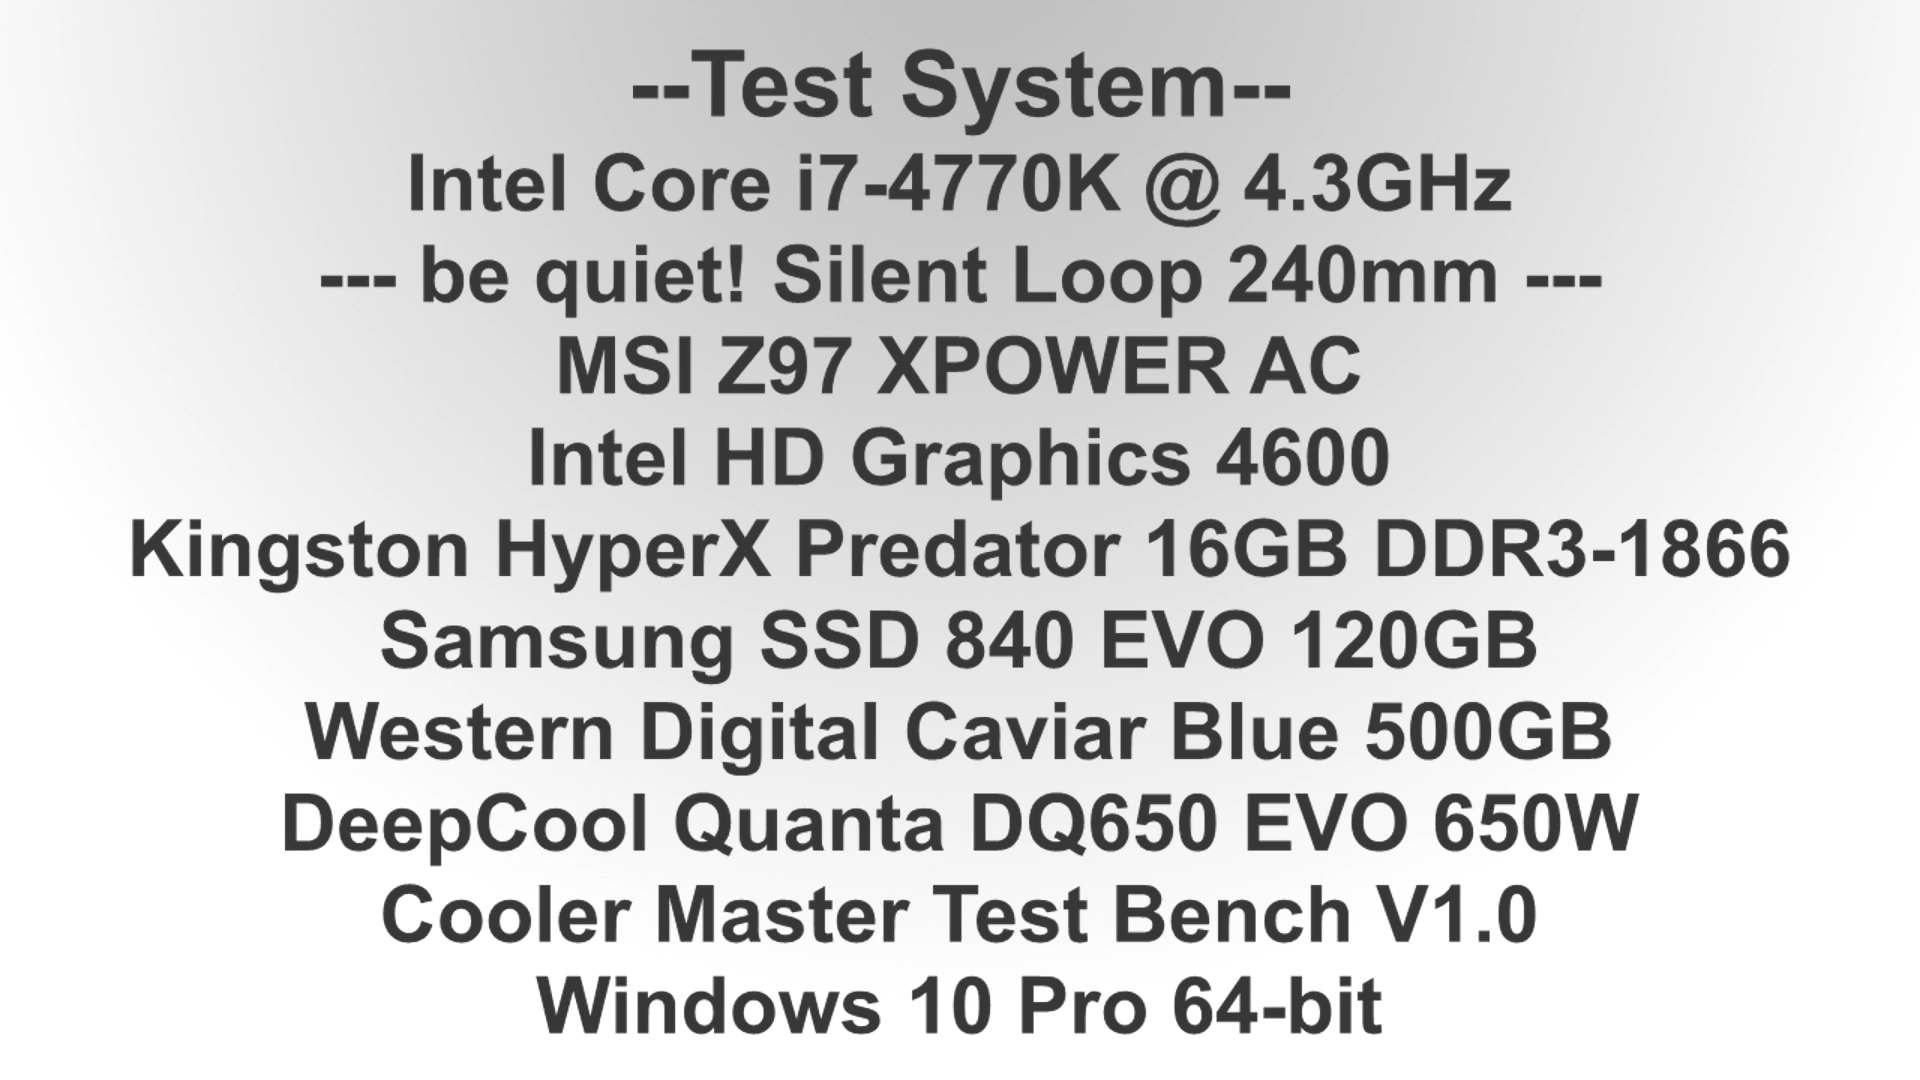 --Test System--
Intel Core i7-4770K @ 4.3GHz
--- be quiet! Silent Loop 240mm ---
MSI Z97 XPOWER AC
Intel HD Graphics 4600
Kingston HyperX Predator 16GB DDR3-1866
Samsung SSD 840 EVO 120GB
Western Digital Caviar Blue 500GB
DeepCool Quanta DQ650 EVO 650W
Cooler Master Test Bench V1.0
Windows 10 Pro 64-bit